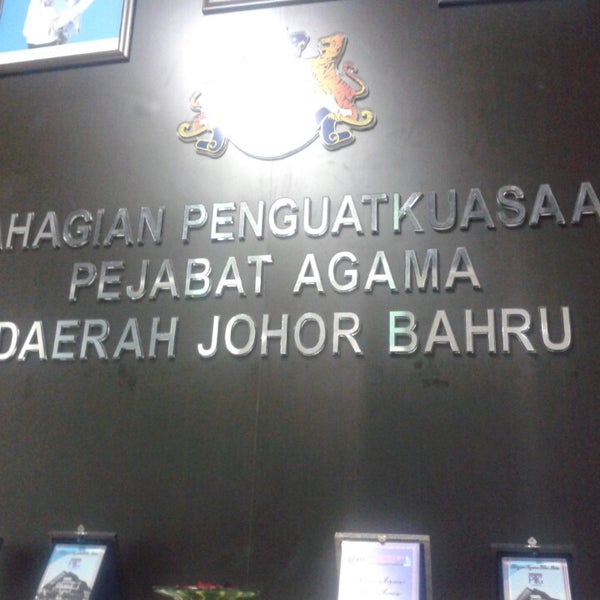 AHAGIAN PENGUATKUASAA
PEJABAT AGAMA
DAERAH JOHOR BAHRU